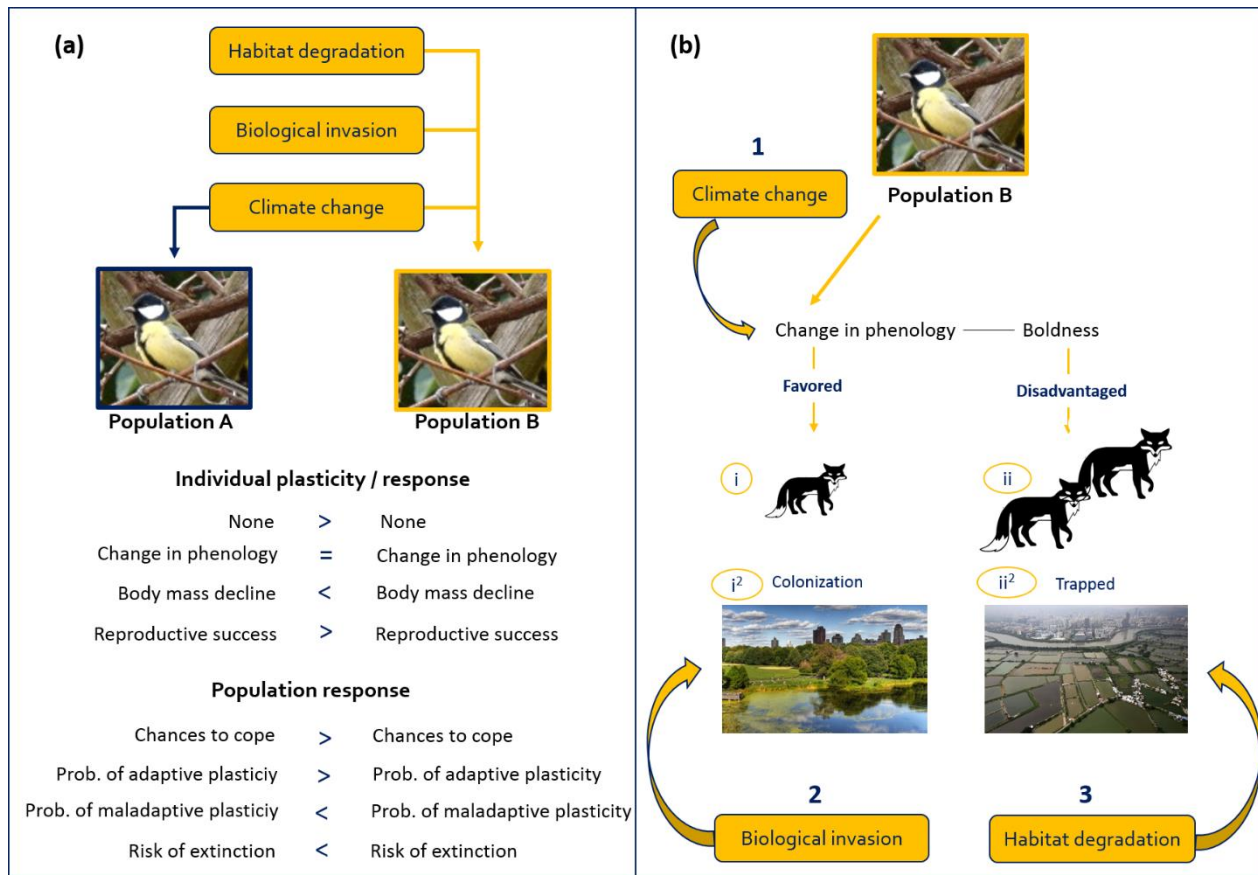 (a)
Habitat degradation
Biological invasion
Climate change
Population A
Population B
Individual plasticity / response
None > None
Change in phenology = Change in phenology
Body mass decline < Body mass decline
Reproductive success > Reproductive success
Population response
Chances to cope > Chances to cope
Prob. of adaptive plasticiy > Prob. of adaptive plasticity
Prob. of maladaptive plasticiy < Prob. of maladaptive plasticity
Risk of extinction < Risk of extinction
(b)
1
Climate change
Population B
Change in phenology
Boldness
Favored
Disadvantaged
i
ii
i² Colonization
ii² Trapped
2
Biological invasion
3
Habitat degradation